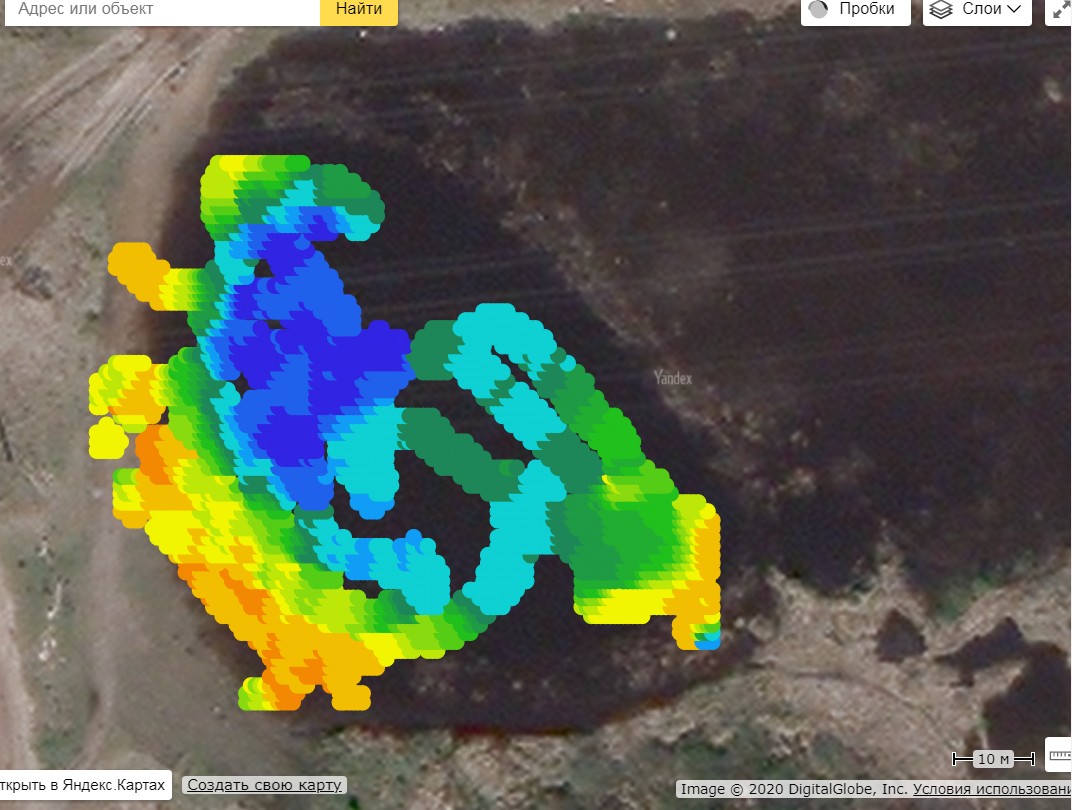 Адрес или объект
Найти
Пробки
Слои
ex
Yandex
10 м
ткрыть в Яндекс.Картах
Создать свою карту
Image © 2020 DigitalGlobe, Inc. Условия использовани